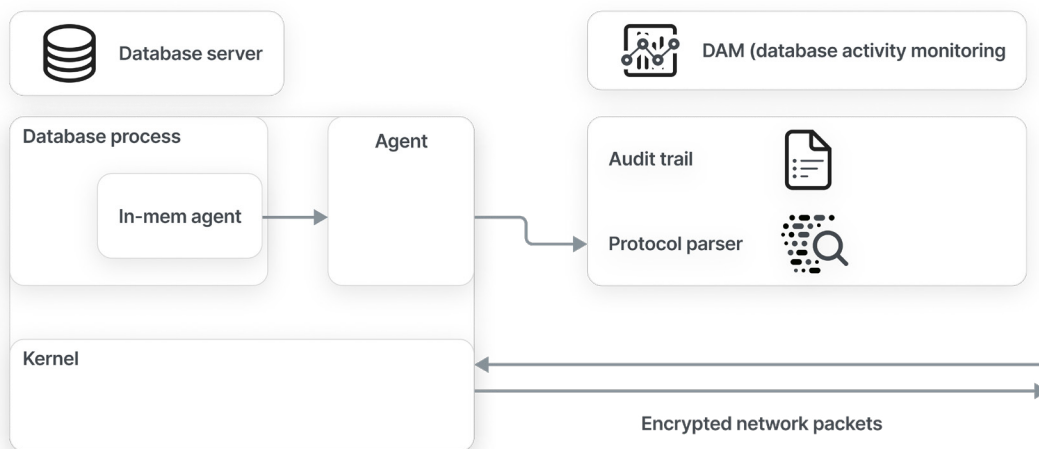 Database server
DAM (database activity monitoring
Database process
Agent
In-mem agent
Audit trail
Protocol parser
Kernel
Encrypted network packets